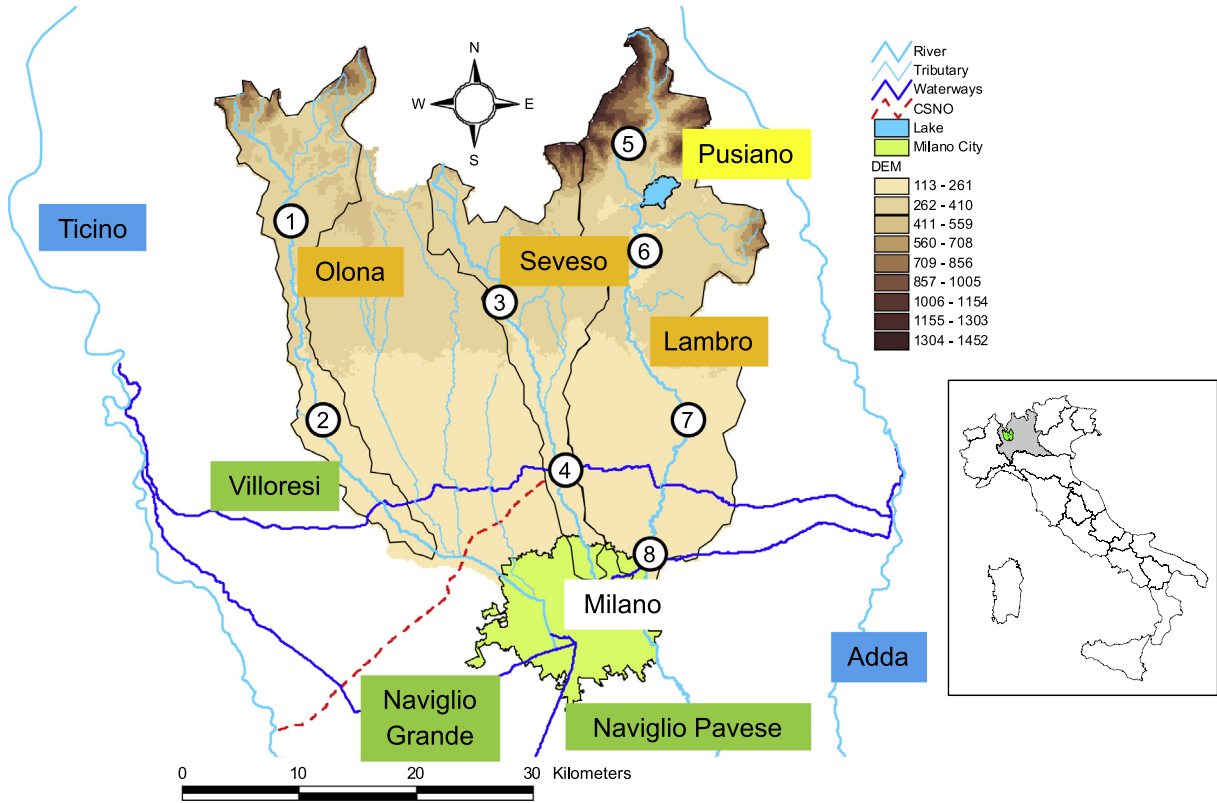 N
W E
S
River
Tributary
Waterways
CSNO
Lake
Milano City
DEM
113 - 261
262 - 410
411 - 559
560 - 708
709 - 856
857 - 1005
1006 - 1154
1155 - 1303
1304 - 1452
5
Pusiano
1
Ticino
Olona
Seveso
6
3
Lambro
2
7
4
Villoresi
8
Milano
Adda
Naviglio
Grande
Naviglio Pavese
0 10 20 30 Kilometers